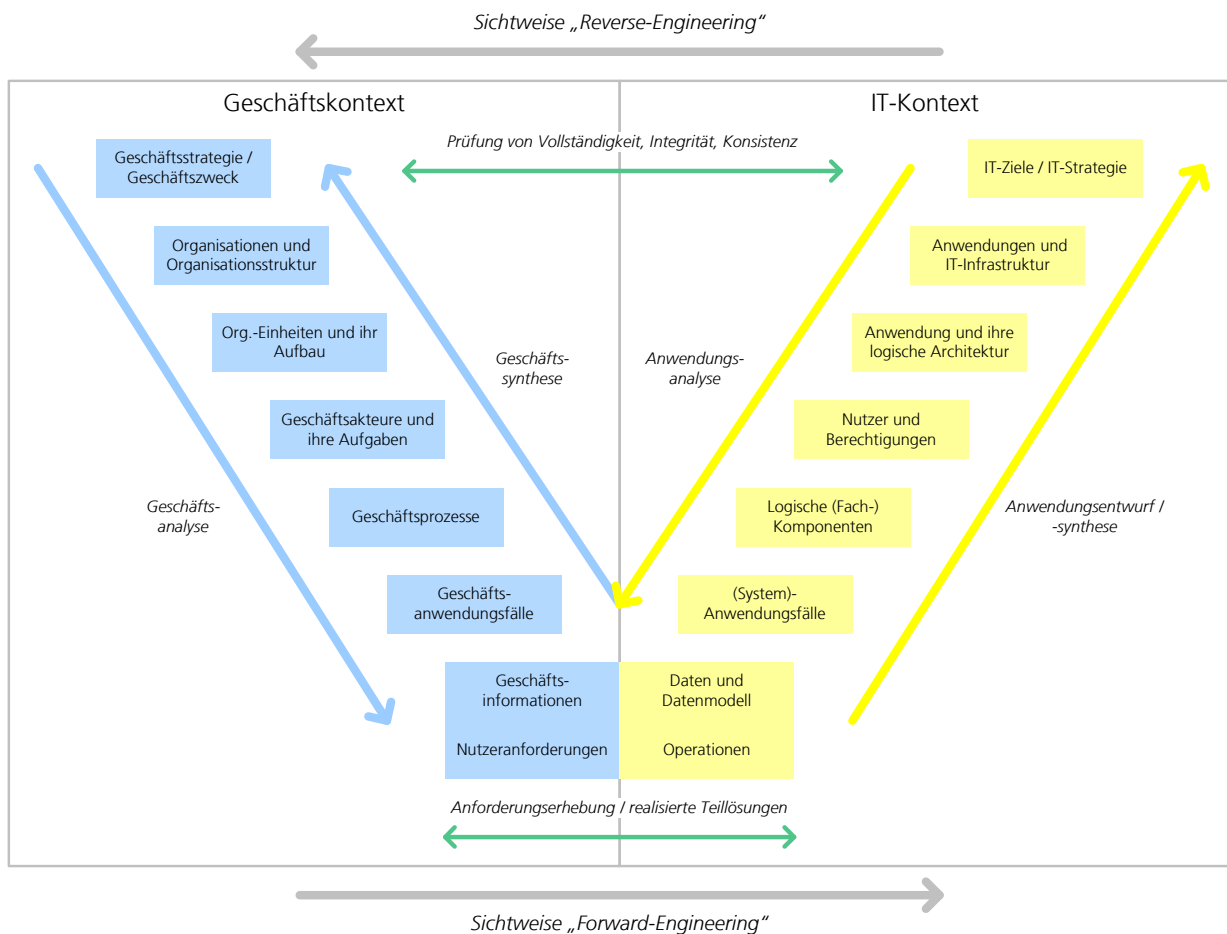 Sichtweise „Reverse-Engineering“
Geschäftskontext
IT-Kontext
Prüfung von Vollständigkeit, Integrität, Konsistenz
Geschäftsstrategie /
Geschäftszweck
IT-Ziele / IT-Strategie
Organisationen und
Organisationsstruktur
Anwendungen und
IT-Infrastruktur
Org.-Einheiten und ihr
Aufbau
Geschäfts-
synthese
Anwendungs-
analyse
Anwendung und ihre
logische Architektur
Geschäftsakteure und
ihre Aufgaben
Nutzer und
Berechtigungen
Geschäfts-
analyse
Geschäftsprozesse
Logische (Fach-)
Komponenten
Anwendungsentwurf /
-synthese
Geschäfts-
anwendungsfälle
(System)-
Anwendungsfälle
Geschäfts-
informationen
Daten und
Datenmodell
Nutzeranforderungen
Operationen
Anforderungserhebung / realisierte Teillösungen
Sichtweise „Forward-Engineering“